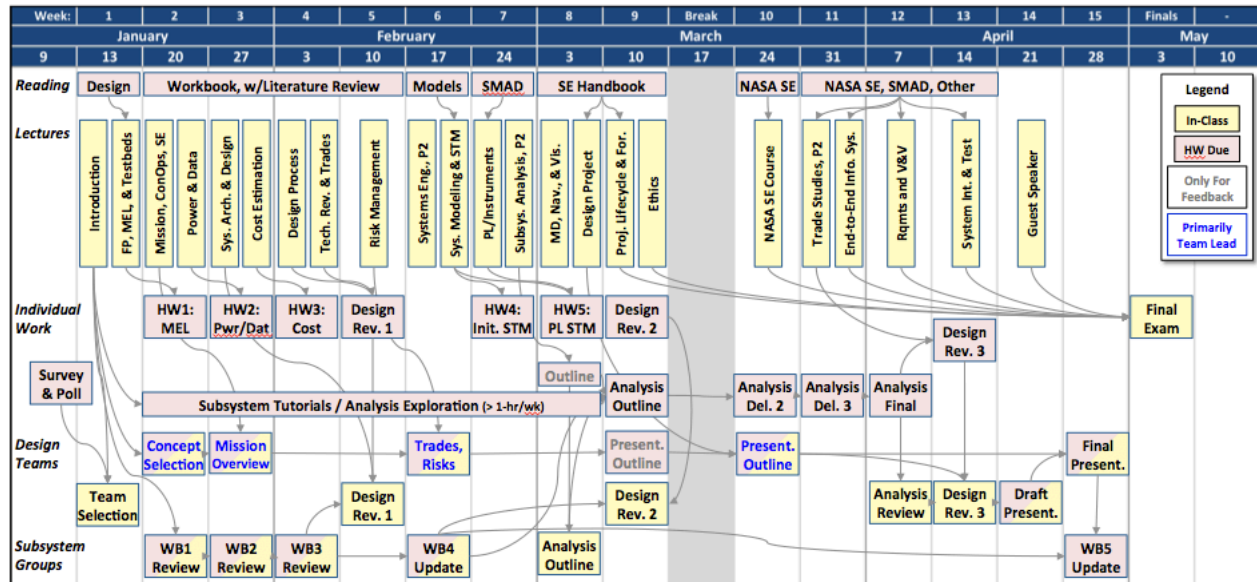 Week: 1 2 3 4 5 6 7 8 9 Break 10 11 12 13 14 15 Finals -
January February March April May
9 13 20 27 3 10 17 24 3 10 17 24 31 7 14 21 28 3 10
Reading
Design
Workbook, w/Literature Review
Models
SMAD
SE Handbook
NASA SE
NASA SE, SMAD, Other
Legend
In-Class
HW Due
Only For
Feedback
Primarily
Team Lead
Lectures
Introduction
FP, MEL, & Testbeds
Mission, ConOps, SE
Power & Data
Sys. Arch. & Design
Cost Estimation
Design Process
Tech. Rev. & Trades
Risk Management
Systems Eng., P2
Sys. Modeling & STM
PL/Instruments
Subsys. Analysis, P2
MD, Nav., & Vis.
Design Project
Proj. Lifecycle & For.
Ethics
NASA SE Course
Trade Studies, P2
End-to-End Info. Sys.
Rqmnts and V&V
System Int. & Test
Guest Speaker
Individual
Work
HW1:
MEL
HW2:
Pwr/Dat
HW3:
Cost
Design
Rev. 1
HW4:
Init. STM
HW5:
PL STM
Design
Rev. 2
Final
Exam
Design
Rev. 3
Survey
& Poll
Outline
Subsystem Tutorials / Analysis Exploration (> 1-hr/wk)
Analysis
Outline
Analysis
Del. 2
Analysis
Del. 3
Analysis
Final
Design
Teams
Concept
Selection
Mission
Overview
Trades,
Risks
Present.
Outline
Present.
Outline
Final
Present.
Team
Selection
Design
Rev. 1
Design
Rev. 2
Analysis
Review
Design
Rev. 3
Draft
Present.
Subsystem
Groups
WB1
Review
WB2
Review
WB3
Review
WB4
Update
Analysis
Outline
WB5
Update